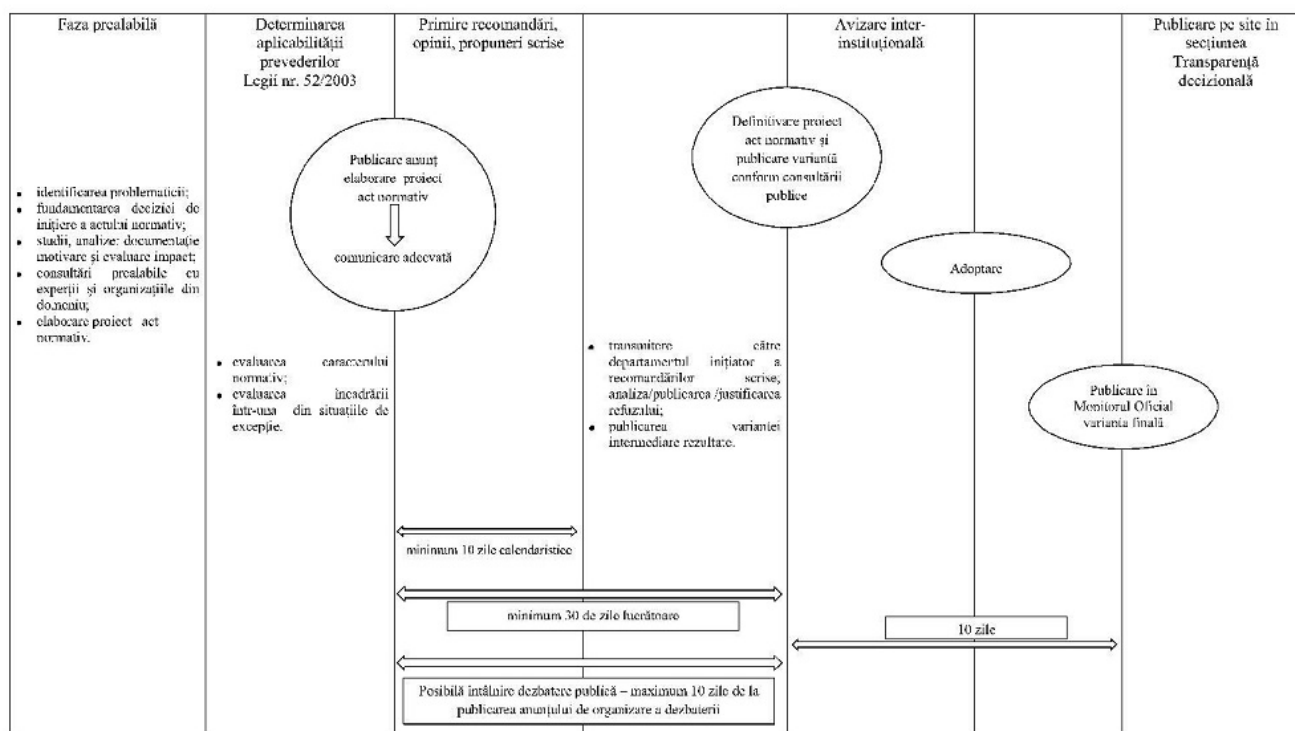 Faza prealabilă
Determinarea
aplicabilității
prevederilor
Legii nr. 52/2003
Primire recomandări,
opinii, propuneri scrise
Avizare inter-
instituțională
Publicare pe site în
secțiunea
Transparență
decizională
• identificarea problematicii;
• fundamentarea deciziei de
inițiere a actului normativ;
• studii, analize: documentație
motivare și evaluare impact;
• consultări prealabile cu
experții și organizațiile din
domeniu;
• elaborare proiect act
normativ.
• evaluarea caracterului
normativ;
• evaluarea încadrării
într-una din situațiile de
excepție.
Publicare anunț
elaborare proiect
act normativ
comunicare adecvată
• transmitere către
departamentul inițiator a
recomandărilor scrise;
analiza/publicarea /justificarea
refuzului;
• publicarea variantei
intermediare rezultate.
Definitivare proiect
act normativ și
publicare variantă
conform consultării
publice
Adoptare
Publicare în
Monitorul Oficial
varianta finală
minimum 10 zile calendaristice
minimum 30 de zile lucrătoare
10 zile
Posibilă întâlnire dezbatere publică – maximum 10 zile de la
publicarea anunțului de organizare a dezbaterii